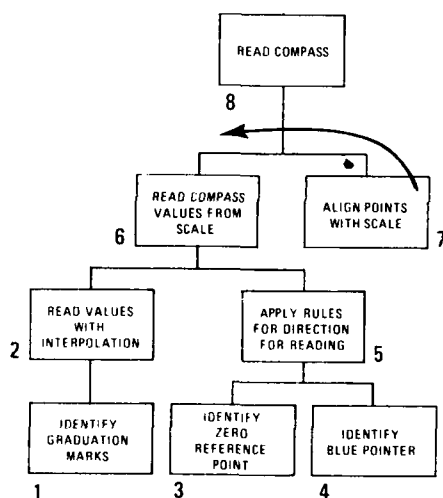 READ COMPASS
8
READ COMPASS
VALUES FROM
SCALE
6
ALIGN POINTS
WITH SCALE
7
READ VALUES
WITH
INTERPOLATION
2
APPLY RULES
FOR DIRECTION
FOR READING
5
IDENTIFY
GRADUATION
MARKS
1
IDENTIFY
ZERO
REFERENCE
POINT
3
IDENTIFY
BLUE POINTER
4